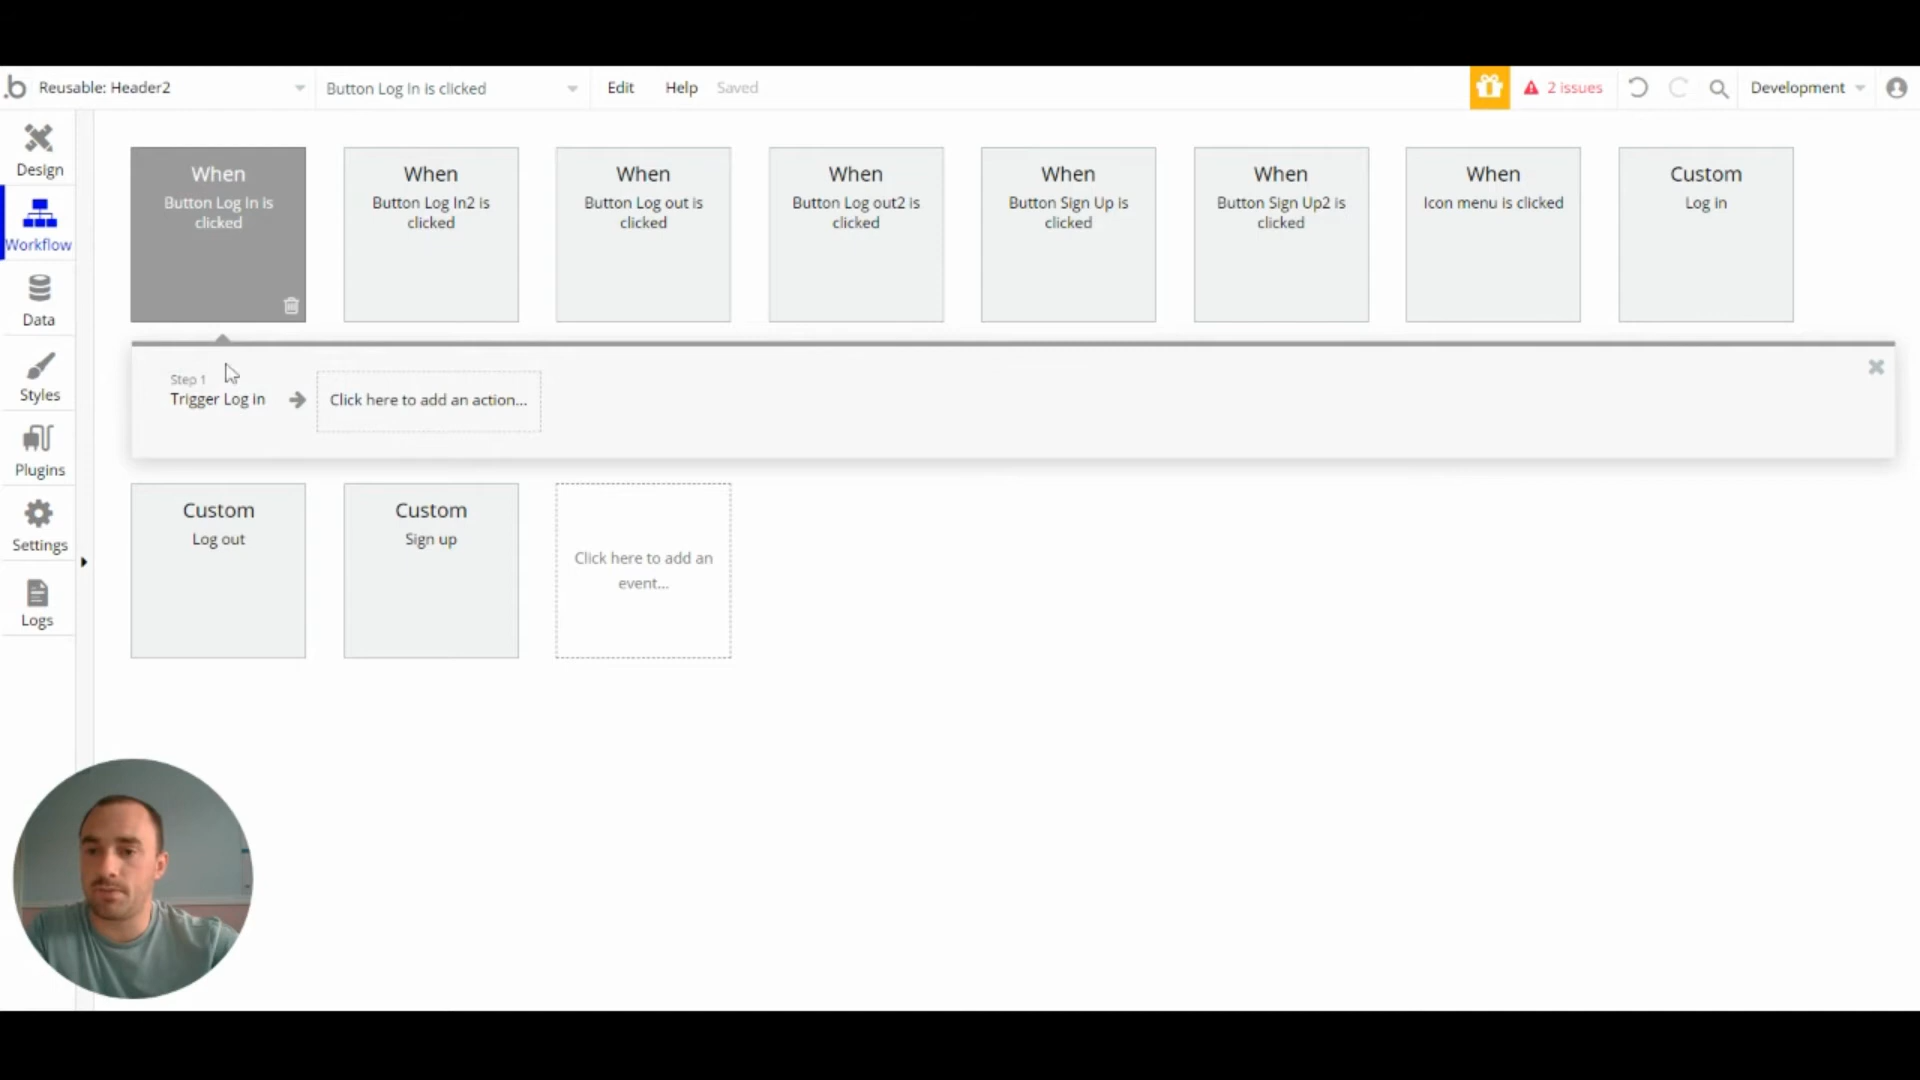 .b Reusable: Header2 Button Log In is clicked Edit Help Saved 2 issues Development
Design
Workflow
Data
Styles
Plugins
Settings
Logs
When
Button Log In is
clicked
When
Button Log In2 is
clicked
When
Button Log out is
clicked
When
Button Log out2 is
clicked
When
Button Sign Up is
clicked
When
Button Sign Up2 is
clicked
When
Icon menu is clicked
Custom
Log in
Step 1
Trigger Log in
Click here to add an action...
Custom
Log out
Custom
Sign up
Click here to add an
event...